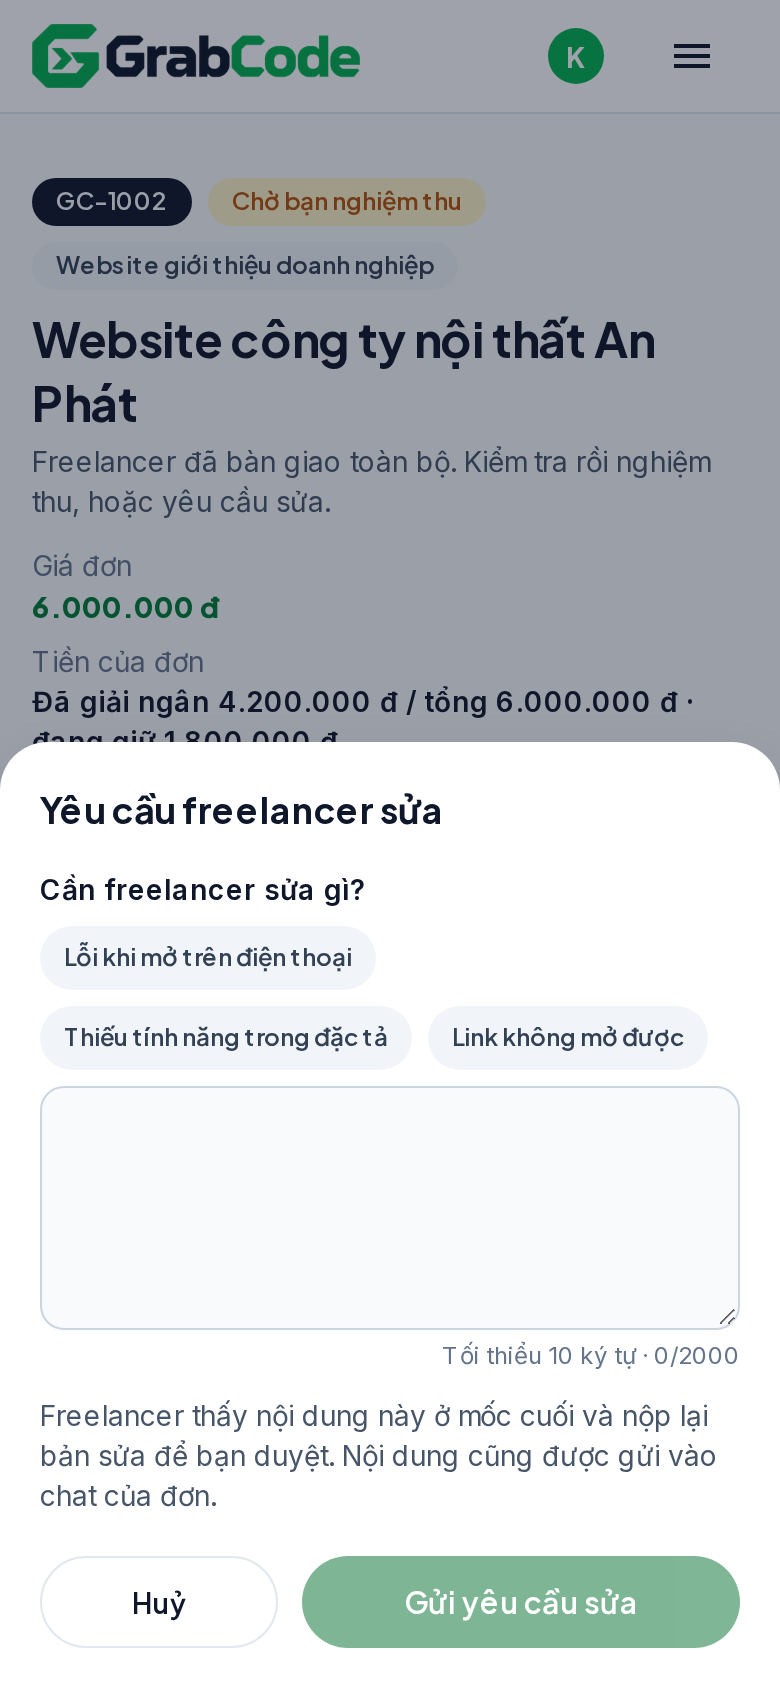 GrabCode
K
GC-1002
Chờ bạn nghiệm thu
Website giới thiệu doanh nghiệp
Website công ty nội thất An
Phát
Freelancer đã bàn giao toàn bộ. Kiểm tra rồi nghiệm
thu, hoặc yêu cầu sửa.
Giá đơn
6.000.000 đ
Tiền của đơn
Đã giải ngân 4.200.000 đ / tổng 6.000.000 đ ·
đang giữ 1.800.000 đ
Yêu cầu freelancer sửa
Cần freelancer sửa gì?
Lỗi khi mở trên điện thoại
Thiếu tính năng trong đặc tả
Link không mở được
Tối thiểu 10 ký tự · 0/2000
Freelancer thấy nội dung này ở mốc cuối và nộp lại
bản sửa để bạn duyệt. Nội dung cũng được gửi vào
chat của đơn.
Huỷ
Gửi yêu cầu sửa